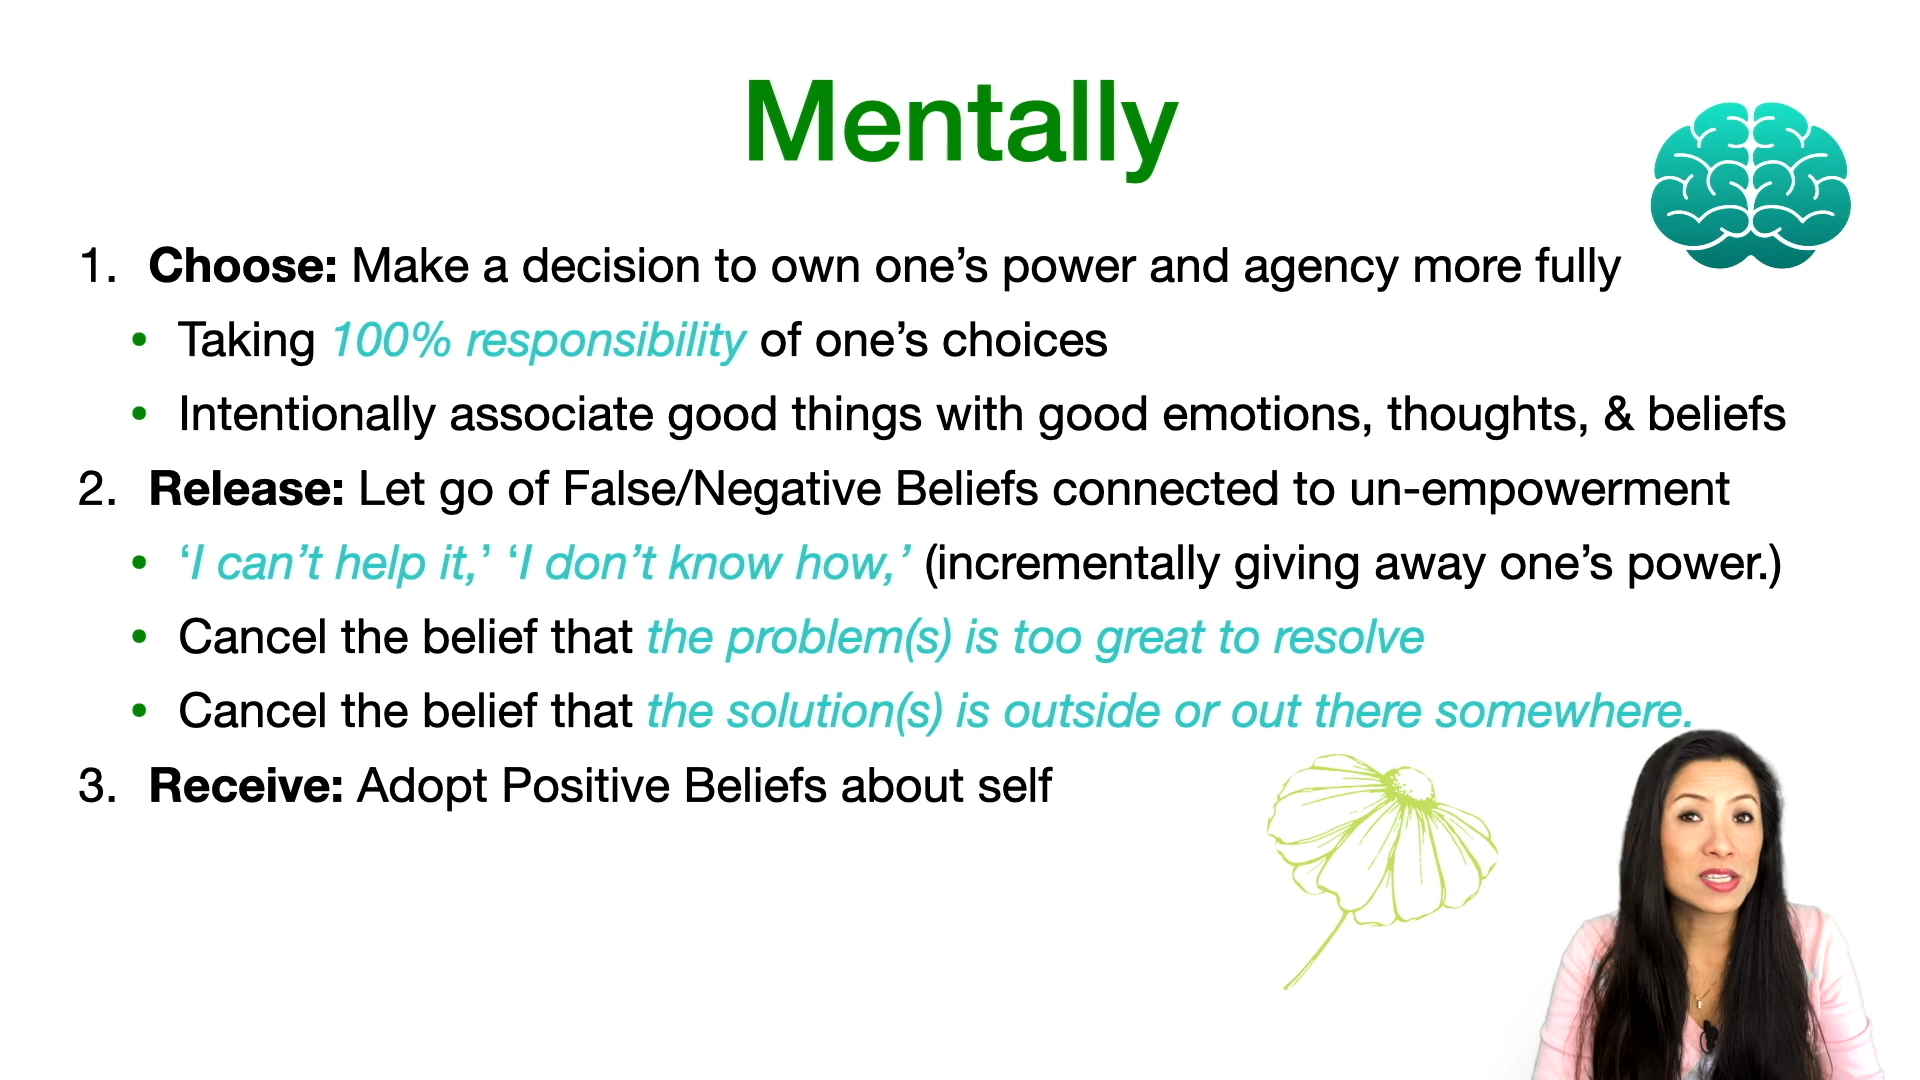 Mentally
1. Choose: Make a decision to own one’s power and agency more fully
• Taking 100% responsibility of one’s choices
• Intentionally associate good things with good emotions, thoughts, & beliefs
2. Release: Let go of False/Negative Beliefs connected to un-empowerment
• ‘I can’t help it,’ ‘I don’t know how,’ (incrementally giving away one’s power.)
• Cancel the belief that the problem(s) is too great to resolve
• Cancel the belief that the solution(s) is outside or out there somewhere.
3. Receive: Adopt Positive Beliefs about self